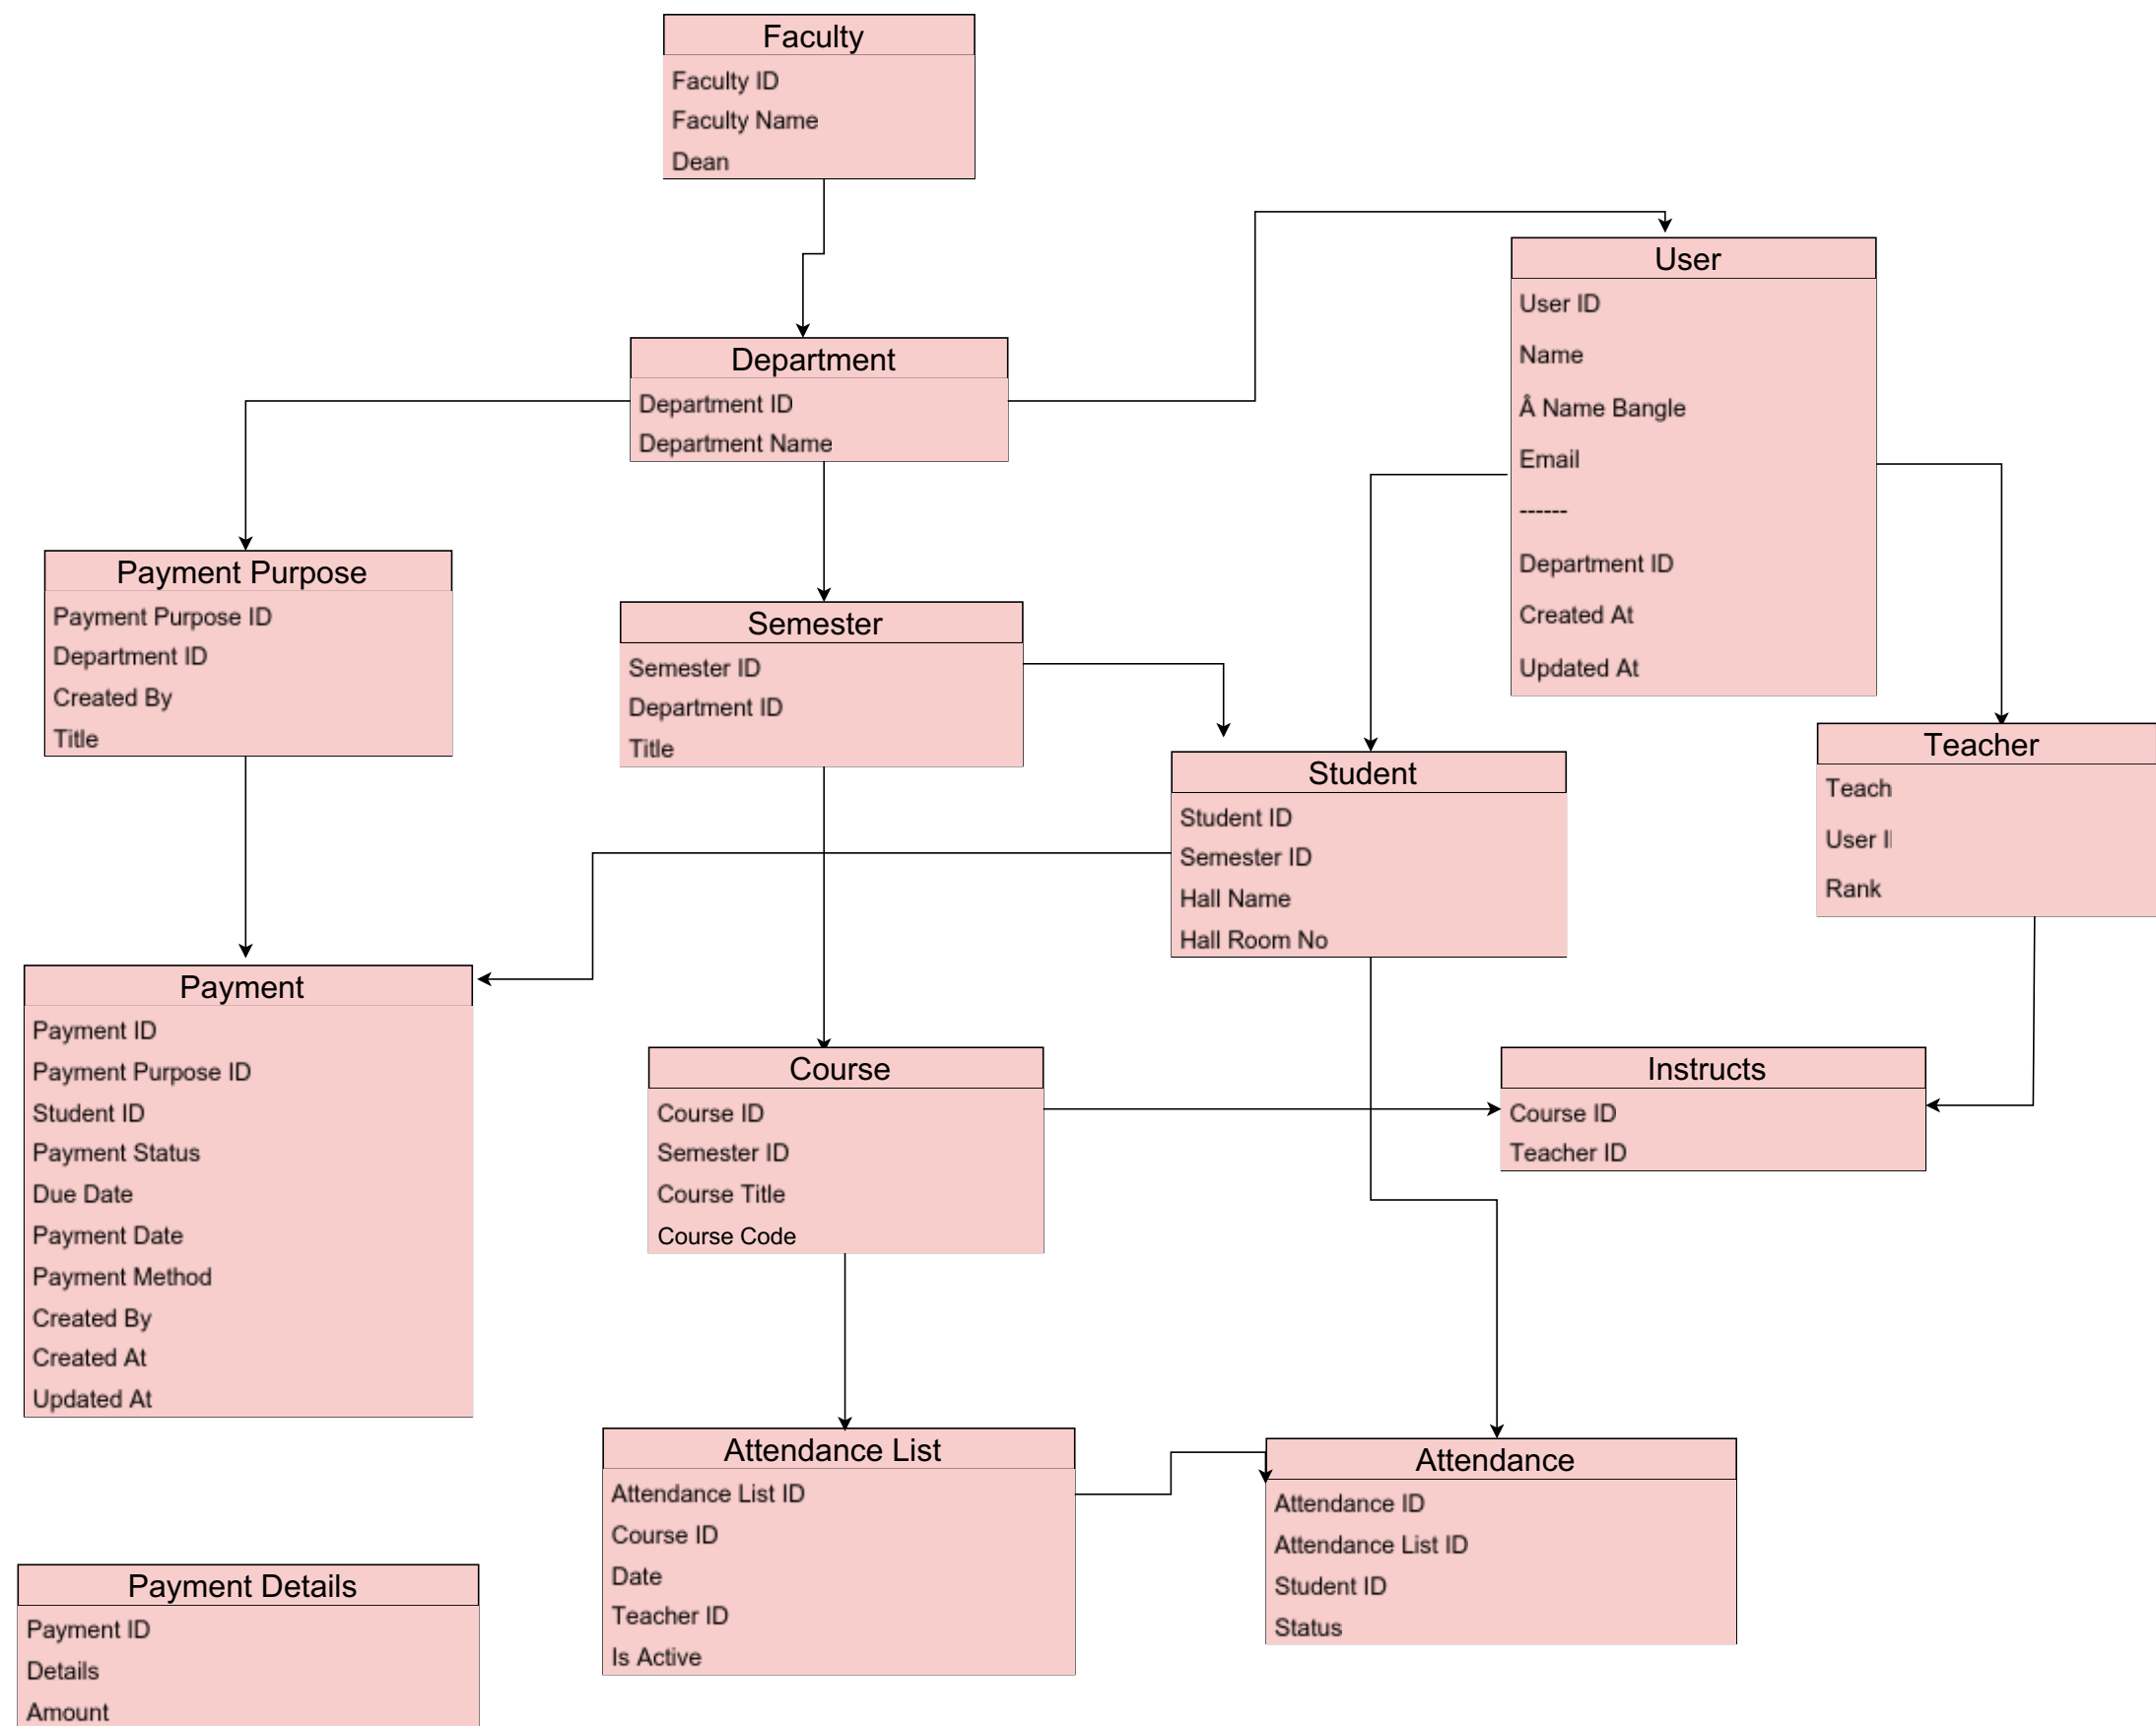 Faculty
Faculty ID
Faculty Name
Dean
Department
Department ID
Department Name
User
User ID
Name
Â Name Bangle
Email
------
Department ID
Created At
Updated At
Payment Purpose
Payment Purpose ID
Department ID
Created By
Title
Semester
Semester ID
Department ID
Title
Student
Student ID
Semester ID
Hall Name
Hall Room No
Teacher
Teach
User I
Rank
Payment
Payment ID
Payment Purpose ID
Student ID
Payment Status
Due Date
Payment Date
Payment Method
Created By
Created At
Updated At
Course
Course ID
Semester ID
Course Title
Course Code
Instructs
Course ID
Teacher ID
Attendance List
Attendance List ID
Course ID
Date
Teacher ID
Is Active
Attendance
Attendance ID
Attendance List ID
Student ID
Status
Payment Details
Payment ID
Details
Amount